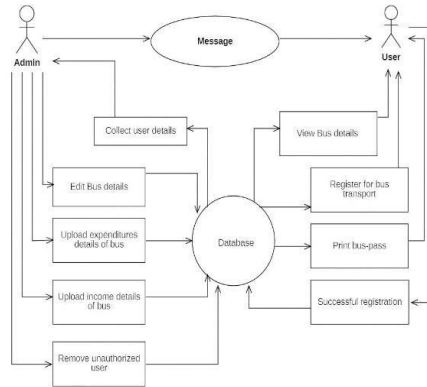 Message
Admin
User
Collect user details
View Bus details
Edit Bus details
Register for bus
transport
Upload expenditures
details of bus
Database
Print bus-pass
Upload income details
of bus
Successful registration
Remove unauthorized
user